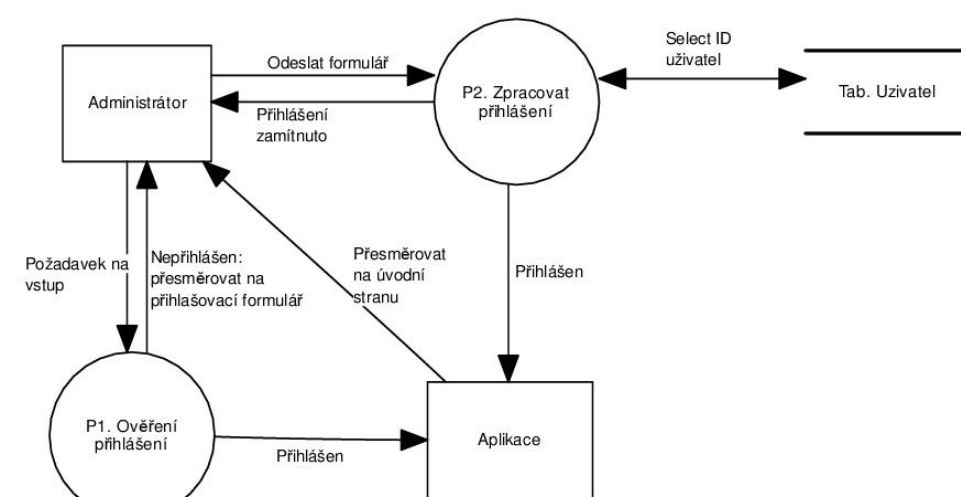 Select ID
uživatel
Odeslat formulář
Administrátor
P2. Zpracovat
přihlášení
Tab. Uzivatel
Přihlášení
zamítnuto
Požadavek na
vstup
Nepřihlášen:
přesměrovat na
přihlašovací formulář
Přesměrovat
na úvodní
stranu
Přihlášen
P1. Ověření
přihlášení
Přihlášen
Aplikace